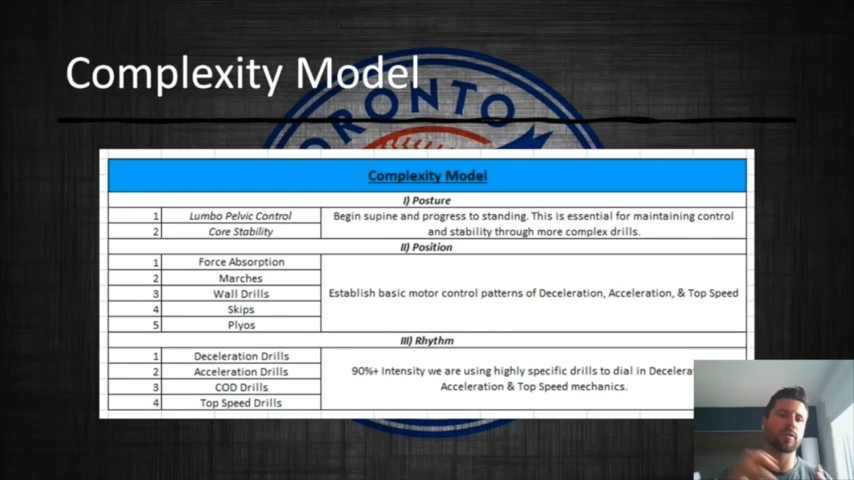 Complexity Model
TORONTO
Complexity Model
I) Posture
1 Lumbo Pelvic Control
2 Core Stability
Begin supine and progress to standing. This is essential for maintaining control
and stability through more complex drills.
II) Position
1 Force Absorption
2 Marches
3 Wall Drills
4 Skips
5 Plyos
Establish basic motor control patterns of Deceleration, Acceleration, & Top Speed
III) Rhythm
1 Deceleration Drills
2 Acceleration Drills
3 COD Drills
4 Top Speed Drills
90%+ Intensity we are using highly specific drills to dial in
Acceleration & Top Speed mechanics.